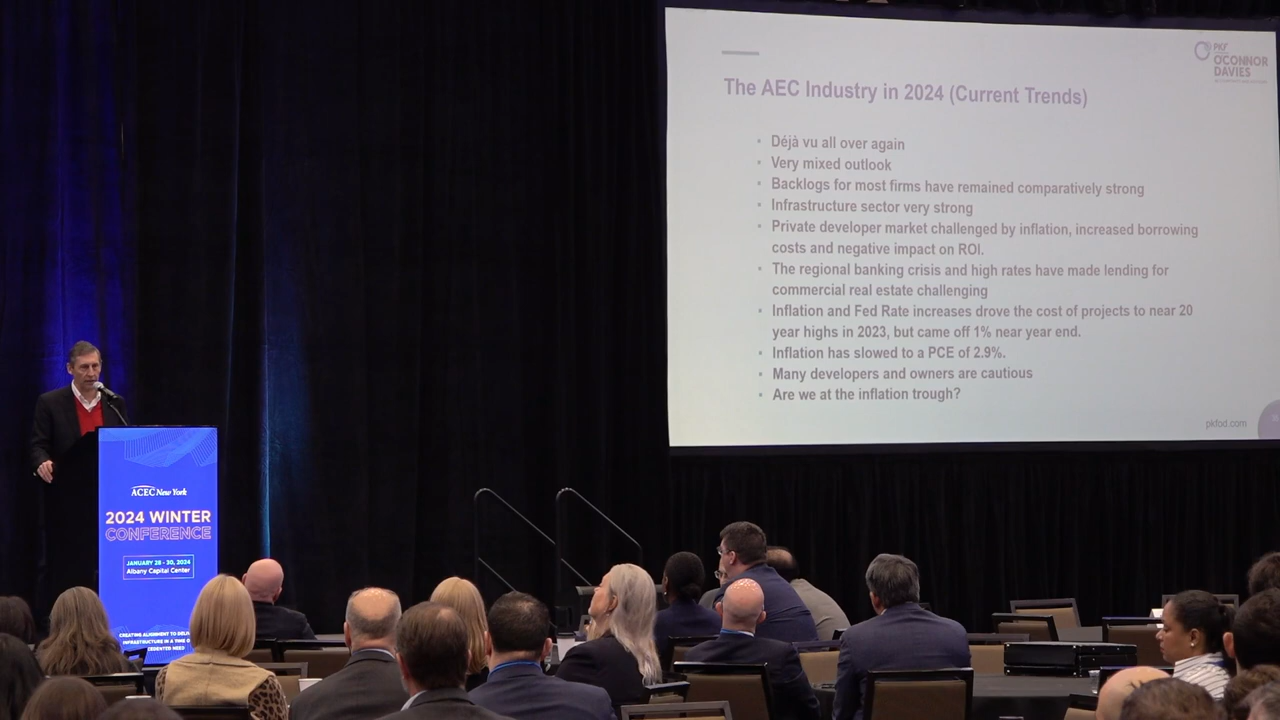 PKF
O'CONNOR
DAVIES
The AEC Industry in 2024 (Current Trends)
• Déjà vu all over again
• Very mixed outlook
• Backlogs for most firms have remained comparatively strong
• Infrastructure sector very strong
• Private developer market challenged by inflation, increased borrowing
costs and negative impact on ROI.
• The regional banking crisis and high rates have made lending for
commercial real estate challenging
• Inflation and Fed Rate increases drove the cost of projects to near 20
year highs in 2023, but came off 1% near year end.
• Inflation has slowed to a PCE of 2.9%.
• Many developers and owners are cautious
• Are we at the inflation trough?
pkfod.com
ACEC New York
2024 WINTER
CONFERENCE
JANUARY 28 - 30, 2024
Albany Capital Center
CREATING ALIGNMENT TO
INFRASTRUCTURE IN A TIME